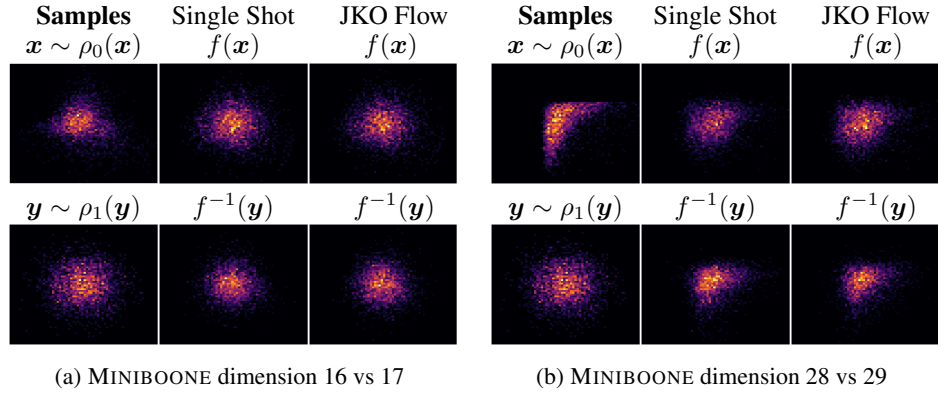 Samples Single Shot JKO Flow
𝒙 ∼ ρ₀(𝒙) f(𝒙) f(𝒙)
𝒚 ∼ ρ₁(𝒚) f⁻¹(𝒚) f⁻¹(𝒚)
(a) MINIBOONE dimension 16 vs 17
Samples Single Shot JKO Flow
𝒙 ∼ ρ₀(𝒙) f(𝒙) f(𝒙)
𝒚 ∼ ρ₁(𝒚) f⁻¹(𝒚) f⁻¹(𝒚)
(b) MINIBOONE dimension 28 vs 29